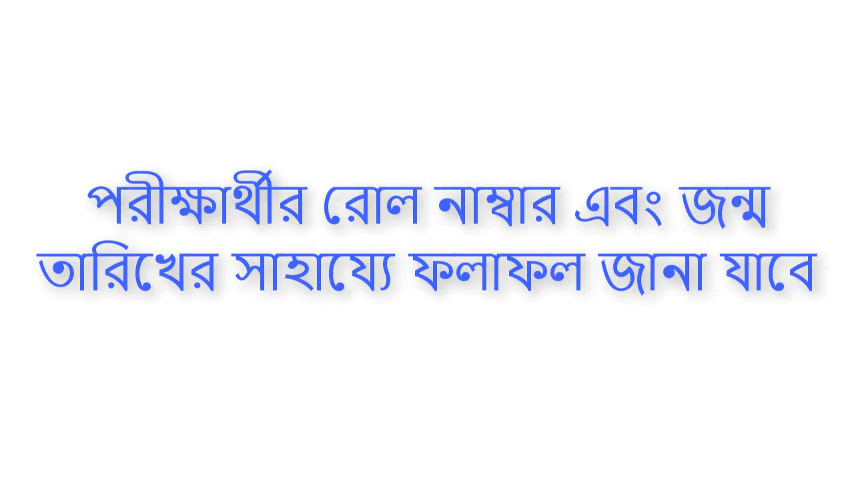 পরীক্ষার্থীর রোল নাম্বার এবং জন্ম
তারিখের সাহায্যে ফলাফল জানা যাবে